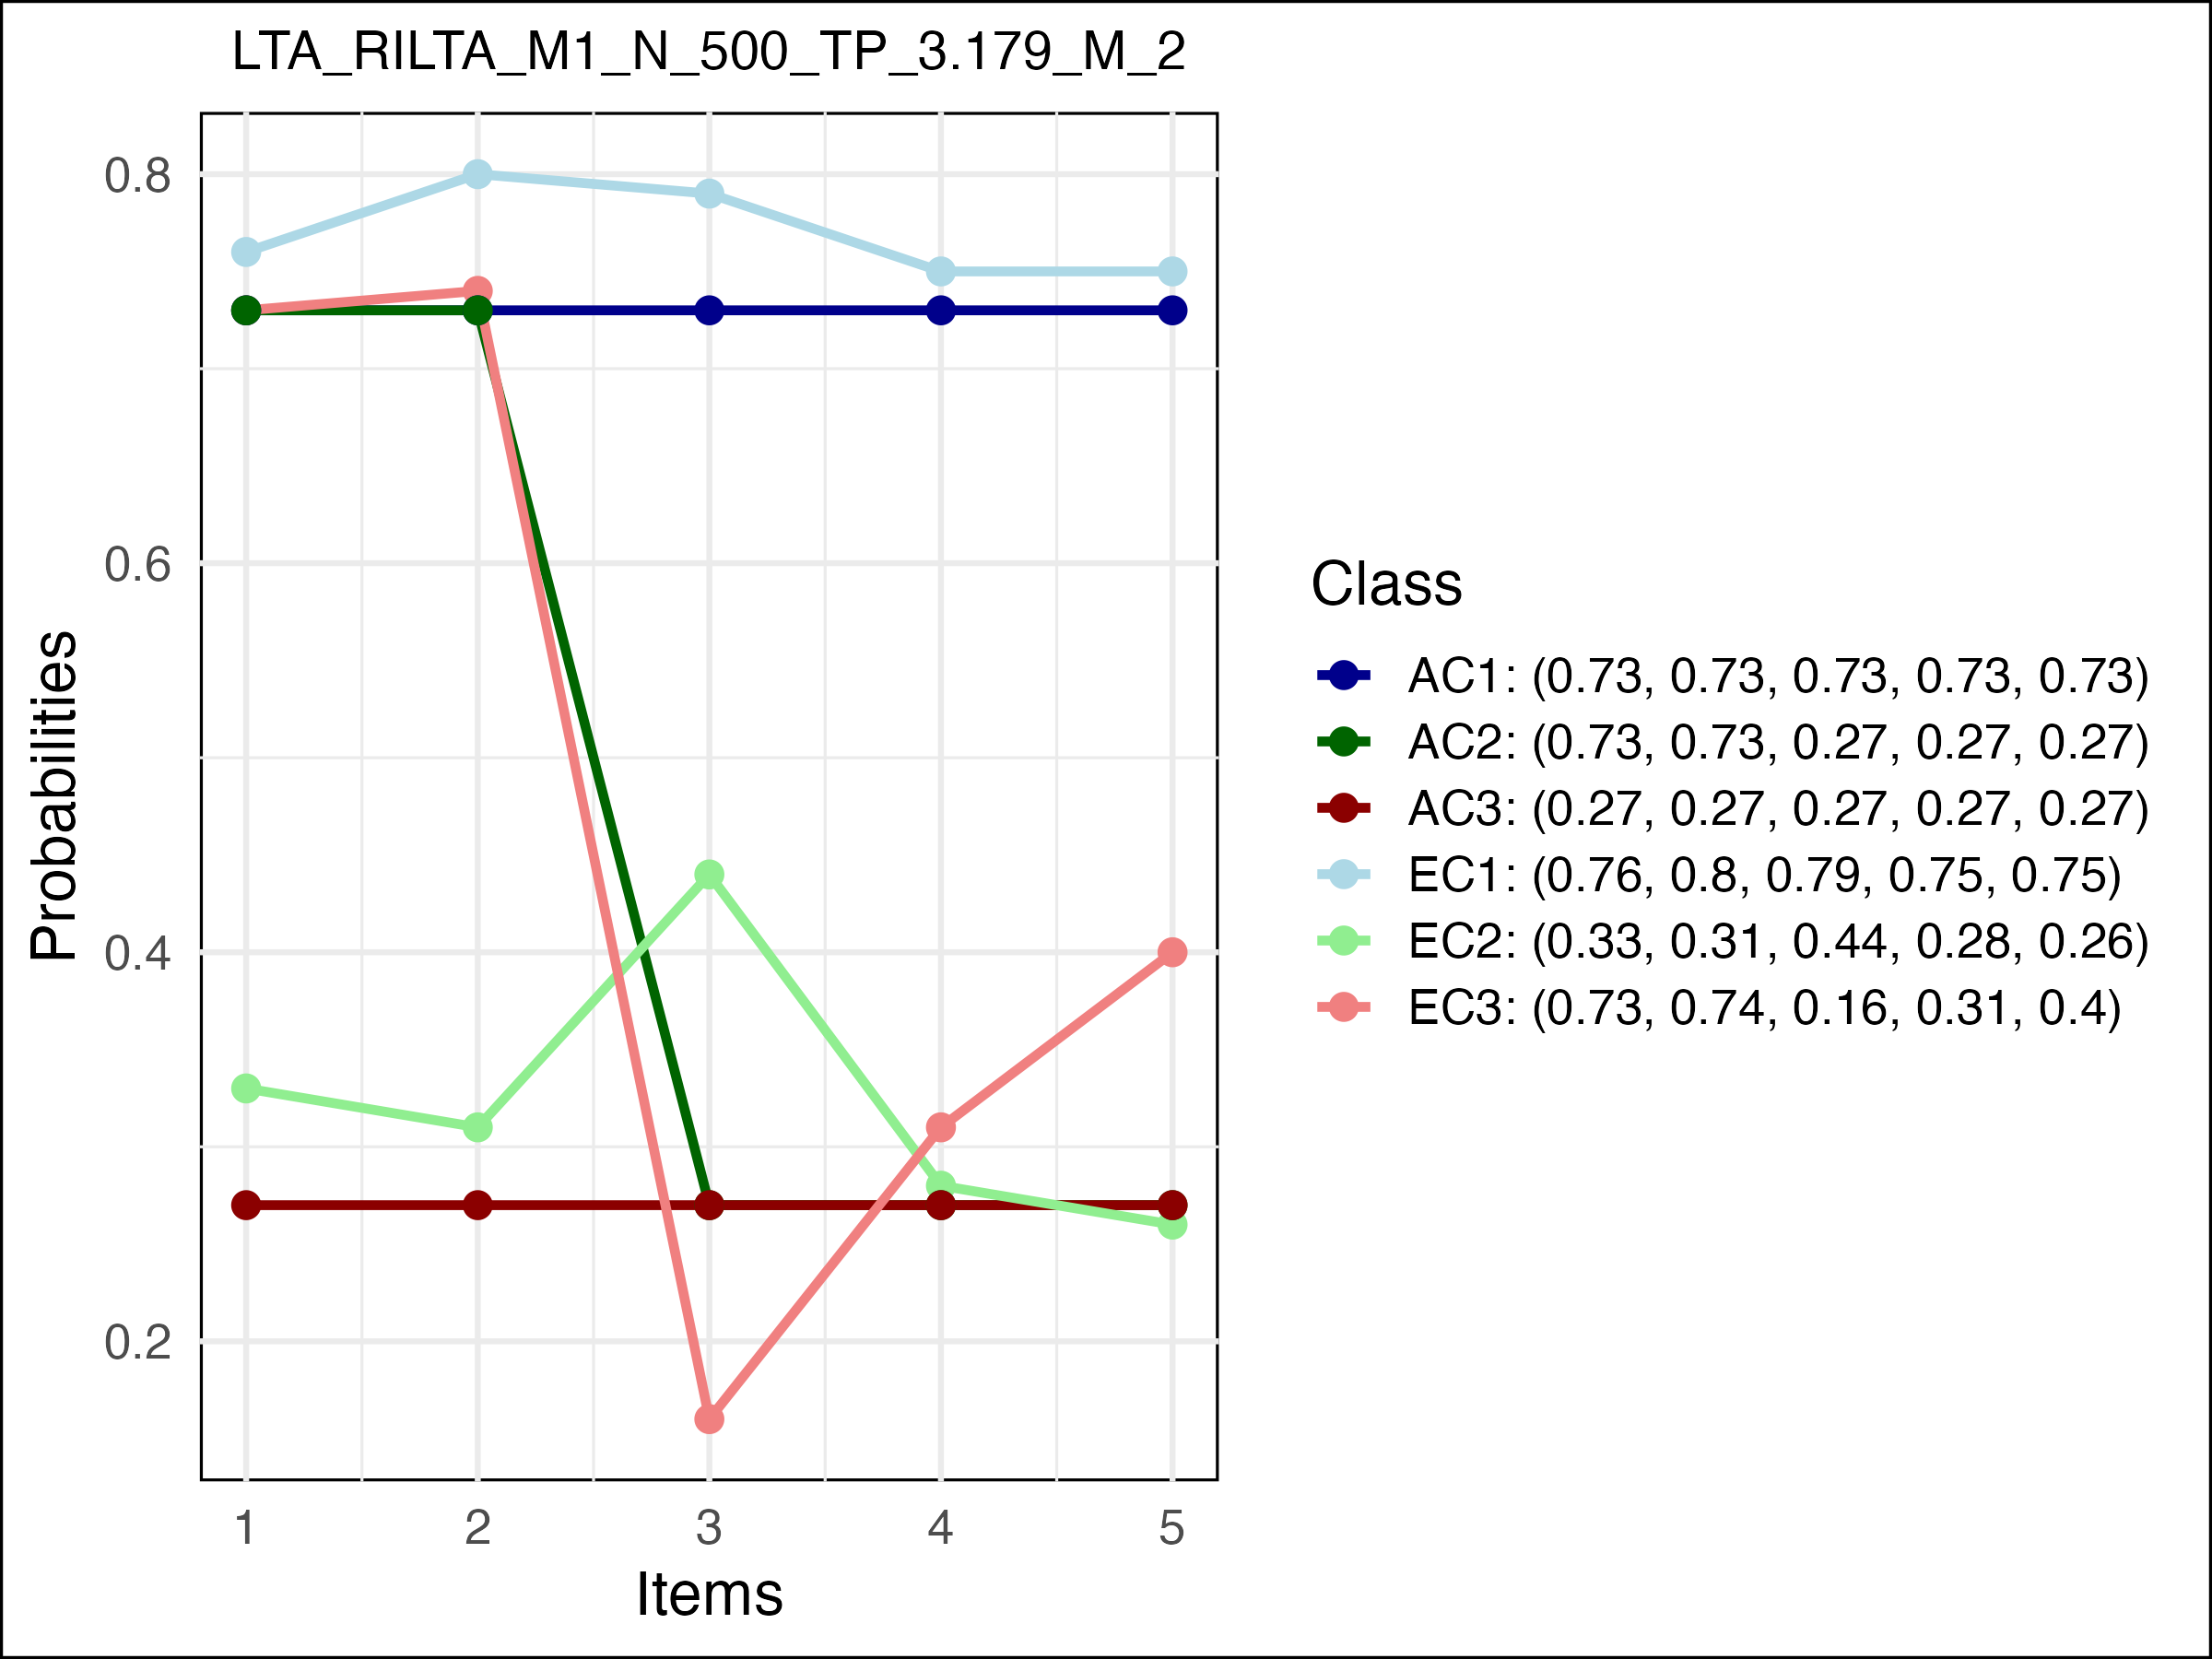 LTA_RILTA_M1_N_500_TP_3.179_M_2
0.8
0.6
0.4
0.2
Probabilities
1 2 3 4 5
Items
Class
AC1: (0.73, 0.73, 0.73, 0.73, 0.73)
AC2: (0.73, 0.73, 0.27, 0.27, 0.27)
AC3: (0.27, 0.27, 0.27, 0.27, 0.27)
EC1: (0.76, 0.8, 0.79, 0.75, 0.75)
EC2: (0.33, 0.31, 0.44, 0.28, 0.26)
EC3: (0.73, 0.74, 0.16, 0.31, 0.4)